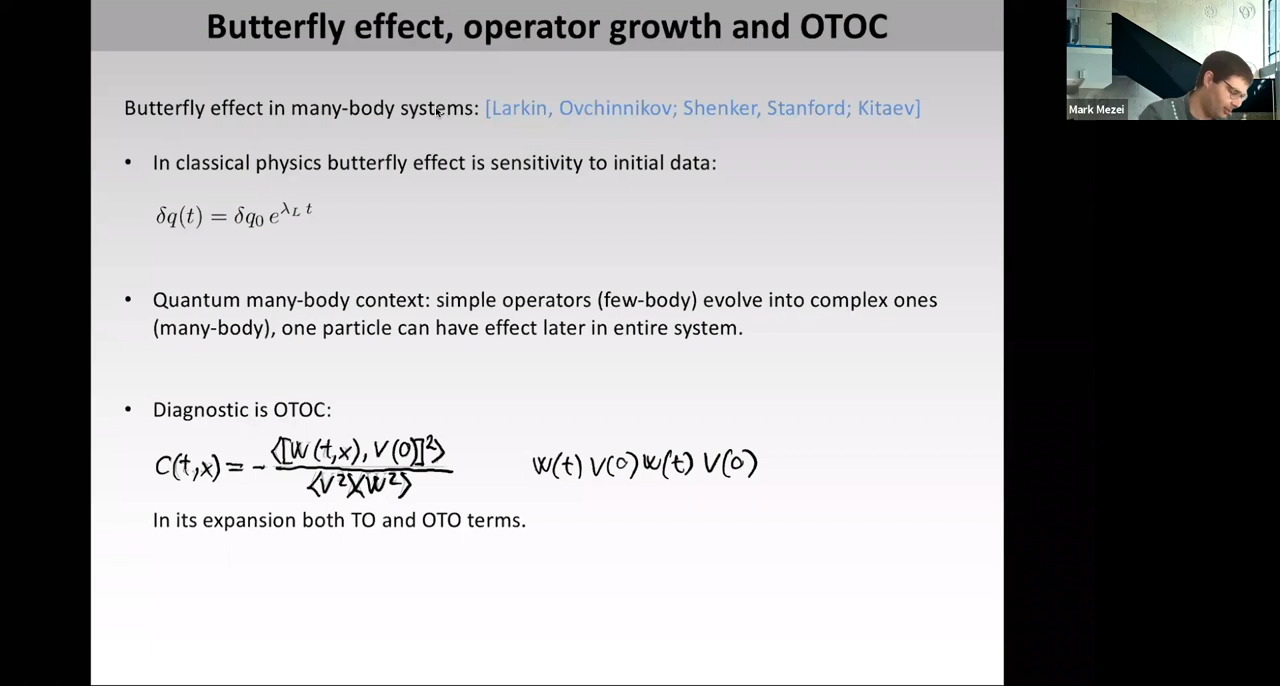 Butterfly effect, operator growth and OTOC
Butterfly effect in many-body systems: [Larkin, Ovchinnikov; Shenker, Stanford; Kitaev]
• In classical physics butterfly effect is sensitivity to initial data:
δq(t) = δq₀ e^{λ_L t}
• Quantum many-body context: simple operators (few-body) evolve into complex ones
(many-body), one particle can have effect later in entire system.
• Diagnostic is OTOC:
C(t,x) = - ⟨[W(t,x), V(0)]²⟩ / ⟨V²⟩⟨W²⟩ W(t) V(0) W(t) V(0)
In its expansion both TO and OTO terms.
Mark Mezei